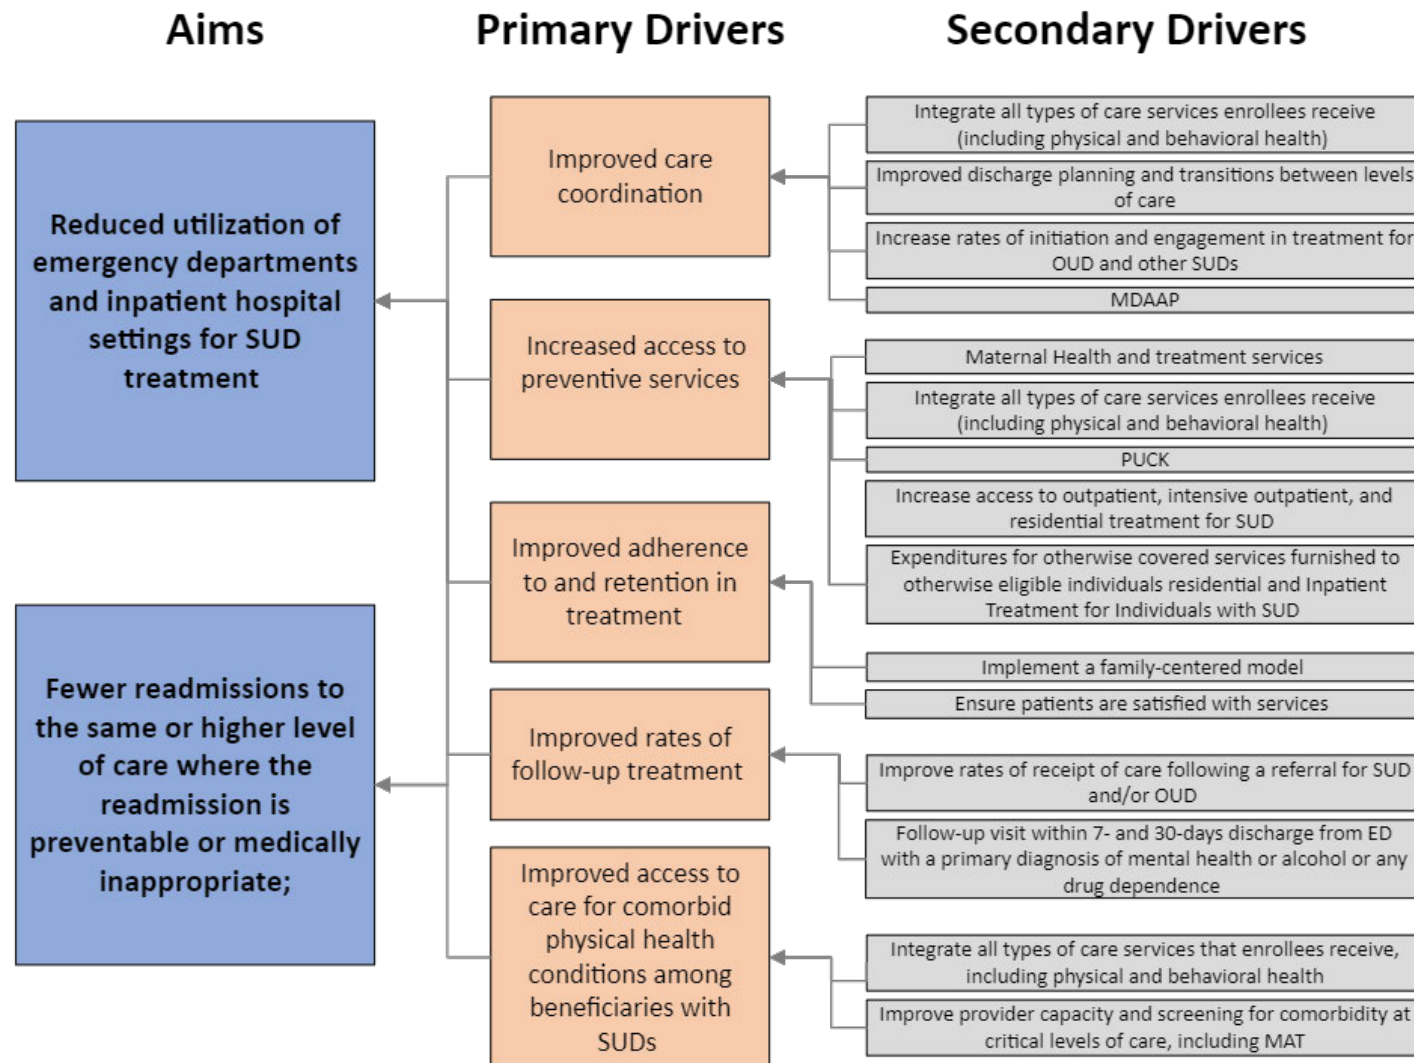 Aims
Primary Drivers
Secondary Drivers
Reduced utilization of
emergency departments
and inpatient hospital
settings for SUD
treatment
Fewer readmissions to
the same or higher level
of care where the
readmission is
preventable or medically
inappropriate;
Improved care
coordination
Increased access to
preventive services
Improved adherence
to and retention in
treatment
Improved rates of
follow-up treatment
Improved access to
care for comorbid
physical health
conditions among
beneficiaries with
SUDs
Integrate all types of care services enrollees receive
(including physical and behavioral health)
Improved discharge planning and transitions between levels
of care
Increase rates of initiation and engagement in treatment for
OUD and other SUDs
MDAAP
Maternal Health and treatment services
Integrate all types of care services enrollees receive
(including physical and behavioral health)
PUCK
Increase access to outpatient, intensive outpatient, and
residential treatment for SUD
Expenditures for otherwise covered services furnished to
otherwise eligible individuals residential and Inpatient
Treatment for Individuals with SUD
Implement a family-centered model
Ensure patients are satisfied with services
Improve rates of receipt of care following a referral for SUD
and/or OUD
Follow-up visit within 7- and 30-days discharge from ED
with a primary diagnosis of mental health or alcohol or any
drug dependence
Integrate all types of care services that enrollees receive,
including physical and behavioral health
Improve provider capacity and screening for comorbidity at
critical levels of care, including MAT